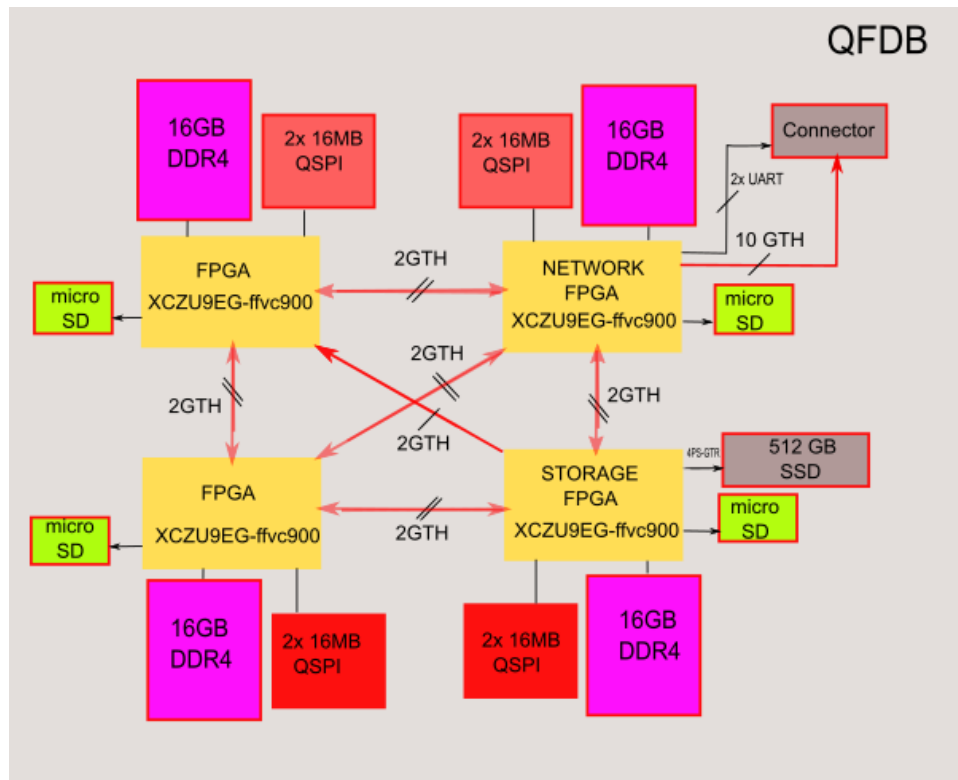 QFDB
16GB
DDR4
2x 16MB
QSPI
2x 16MB
QSPI
16GB
DDR4
Connector
2x UART
10 GTH
FPGA
XCZU9EG-ffvc900
2GTH
NETWORK
FPGA
XCZU9EG-ffvc900
micro
SD
micro
SD
2GTH
2GTH
2GTH
2GTH
FPGA
XCZU9EG-ffvc900
2GTH
STORAGE
FPGA
XCZU9EG-ffvc900
4PS-GTR
512 GB
SSD
micro
SD
micro
SD
16GB
DDR4
2x 16MB
QSPI
2x 16MB
QSPI
16GB
DDR4